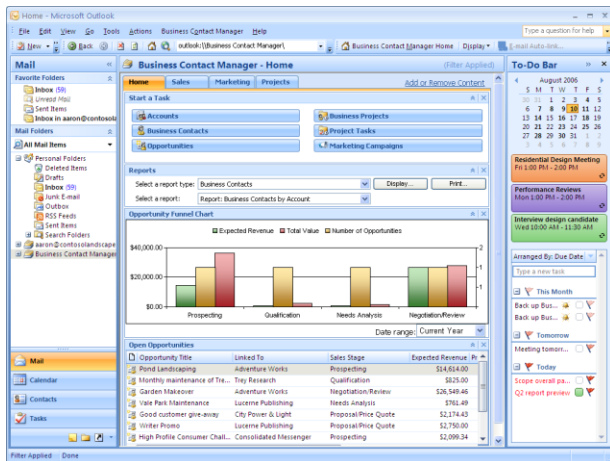 Home - Microsoft Outlook
File Edit View Go Tools Actions Business Contact Manager Help
Type a question for help
New Back outlook:\\Business Contact Manager\, Business Contact Manager Home Display E-mail Auto-link...
Mail
Favorite Folders
Inbox (59)
Unread Mail
Sent Items
Inbox in aaron@contosola
Mail Folders
All Mail Items
Personal Folders
Deleted Items
Drafts
Inbox (59)
Junk E-mail
Outbox
RSS Feeds
Sent Items
Search Folders
aaron@contosolandscape
Business Contact Manager
Mail
Calendar
Contacts
Tasks
Business Contact Manager - Home (Filter Applied)
Home Sales Marketing Projects Add or Remove Content
Start a Task
Accounts Business Projects
Business Contacts Project Tasks
Opportunities Marketing Campaigns
Reports
Select a report type: Business Contacts Display... Print...
Select a report: Report: Business Contacts by Account
Opportunity Funnel Chart
Expected Revenue Total Value Number of Opportunities
$40,000.00 2
$20,000.00 1
1
$0.00
Prospecting Qualification Needs Analysis Negotiation/Review
Date range: Current Year
Open Opportunities
Opportunity Title Linked To Sales Stage Expected Revenue Pr
Pond Landscaping Adventure Works Prospecting $14,614.00
Monthly maintenance of Tre... Trey Research Qualification $825.00
Garden Makeover Adventure Works Negotiation/Review $26,549.46
Vale Park Maintenance Lucerne Publishing Needs Analysis $761.49
Good customer give-away City Power & Light Proposal/Price Quote $2,174.43
Writer Promo Lucerne Publishing Proposal/Price Quote $2,750.00
High Profile Consumer Chall... Consolidated Messenger Prospecting $2,099.34
To-Do Bar
August 2006
S M T W T F S
30 31 1 2 3 4 5
6 7 8 9 10 11 12
13 14 15 16 17 18 19
20 21 22 23 24 25 26
27 28 29 30 31 1 2
3 4 5 6 7 8 9
Residential Design Meeting
Fri 1:00 PM - 2:00 PM
Performance Reviews
Mon 1:00 PM - 2:00 PM
Interview design candidate
Wed 10:00 AM - 11:30 AM
Arranged By: Due Date
Type a new task
This Month
Back up Bus...
Back up Bus...
Tomorrow
Meeting tomorr...
Today
Scope overall pa...
Q2 report preview
Filter Applied Done